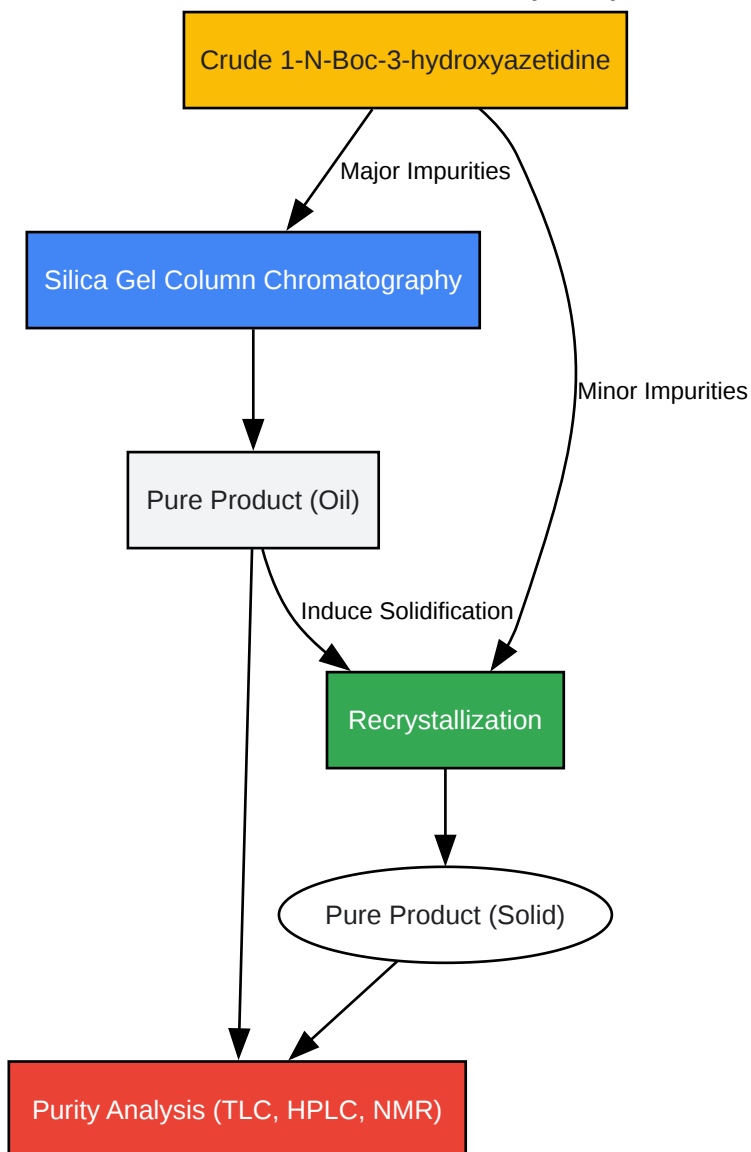 Crude 1-N-Boc-3-hydroxyazetidine
Major Impurities
Silica Gel Column Chromatography
Minor Impurities
Pure Product (Oil)
Induce Solidification
Recrystallization
Pure Product (Solid)
Purity Analysis (TLC, HPLC, NMR)